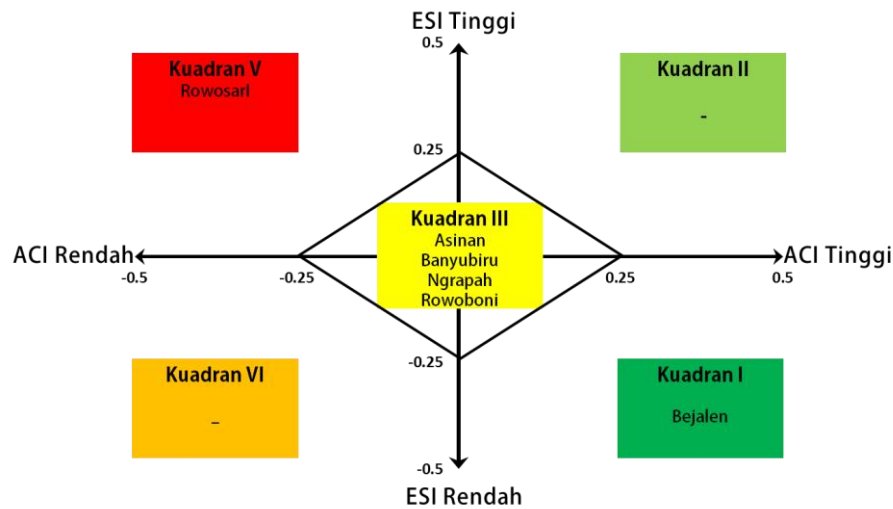 ESI Tinggi
0.5
Kuadran V
Rowosari
Kuadran II
-
0.25
Kuadran III
Asinan
Banyubiru
Ngrapah
Rowoboni
ACI Rendah
ACI Tinggi
-0.5
-0.25
0.25
0.5
-0.25
Kuadran VI
–
Kuadran I
Bejalen
-0.5
ESI Rendah